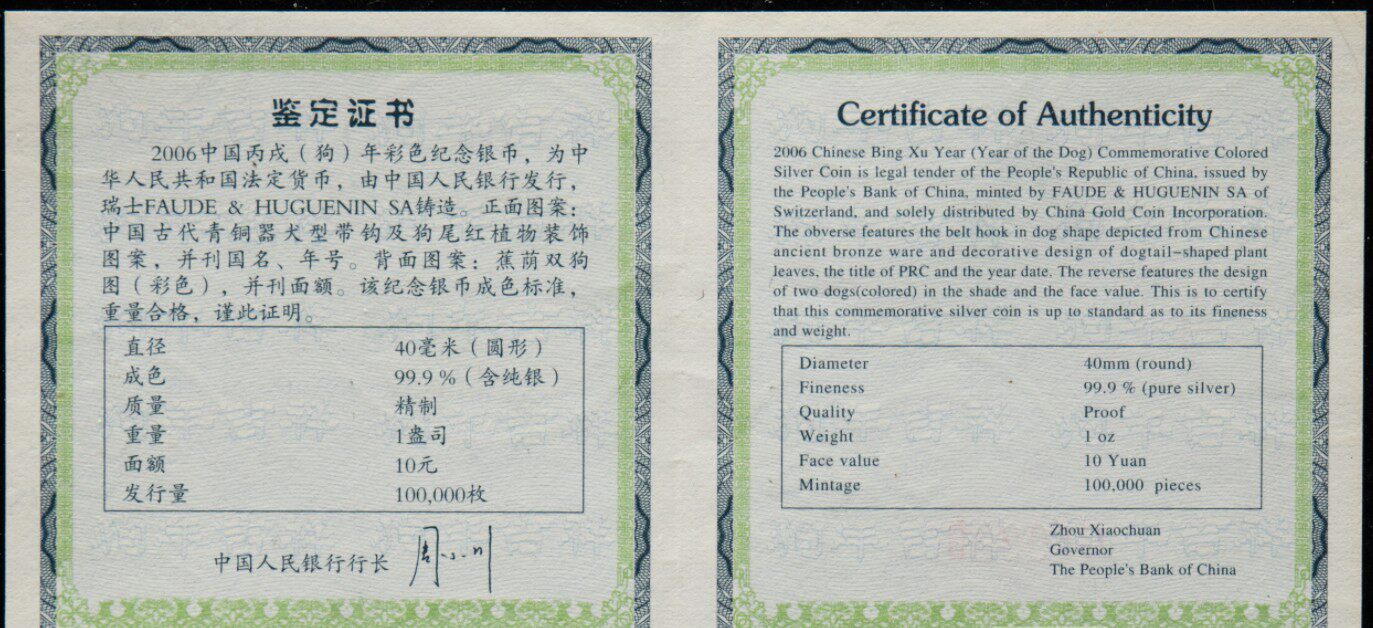 鉴定证书
2006中国丙戌（狗）年彩色纪念银币，为中
华人民共和国法定货币，由中国人民银行发行，
瑞士FAUDE & HUGUENIN SA铸造。正面图案：
中国古代青铜器犬型带钩及狗尾红植物装饰
图案，并刊国名、年号。背面图案：蕉荫双狗
图（彩色），并刊面额。该纪念银币成色标准，
重量合格，谨此证明。
直径 40毫米（圆形）
成色 99.9 %（含纯银）
质量 精制
重量 1盎司
面额 10元
发行量 100,000枚
中国人民银行行长 周小川
Certificate of Authenticity
2006 Chinese Bing Xu Year (Year of the Dog) Commemorative Colored
Silver Coin is legal tender of the People's Republic of China, issued by
the People's Bank of China, minted by FAUDE & HUGUENIN SA of
Switzerland, and solely distributed by China Gold Coin Incorporation.
The obverse features the belt hook in dog shape depicted from Chinese
ancient bronze ware and decorative design of dogtail-shaped plant
leaves, the title of PRC and the year date. The reverse features the design
of two dogs(colored) in the shade and the face value. This is to certify
that this commemorative silver coin is up to standard as to its fineness
and weight.
Diameter 40mm (round)
Fineness 99.9 % (pure silver)
Quality Proof
Weight 1 oz
Face value 10 Yuan
Mintage 100,000 pieces
Zhou Xiaochuan
Governor
The People's Bank of China